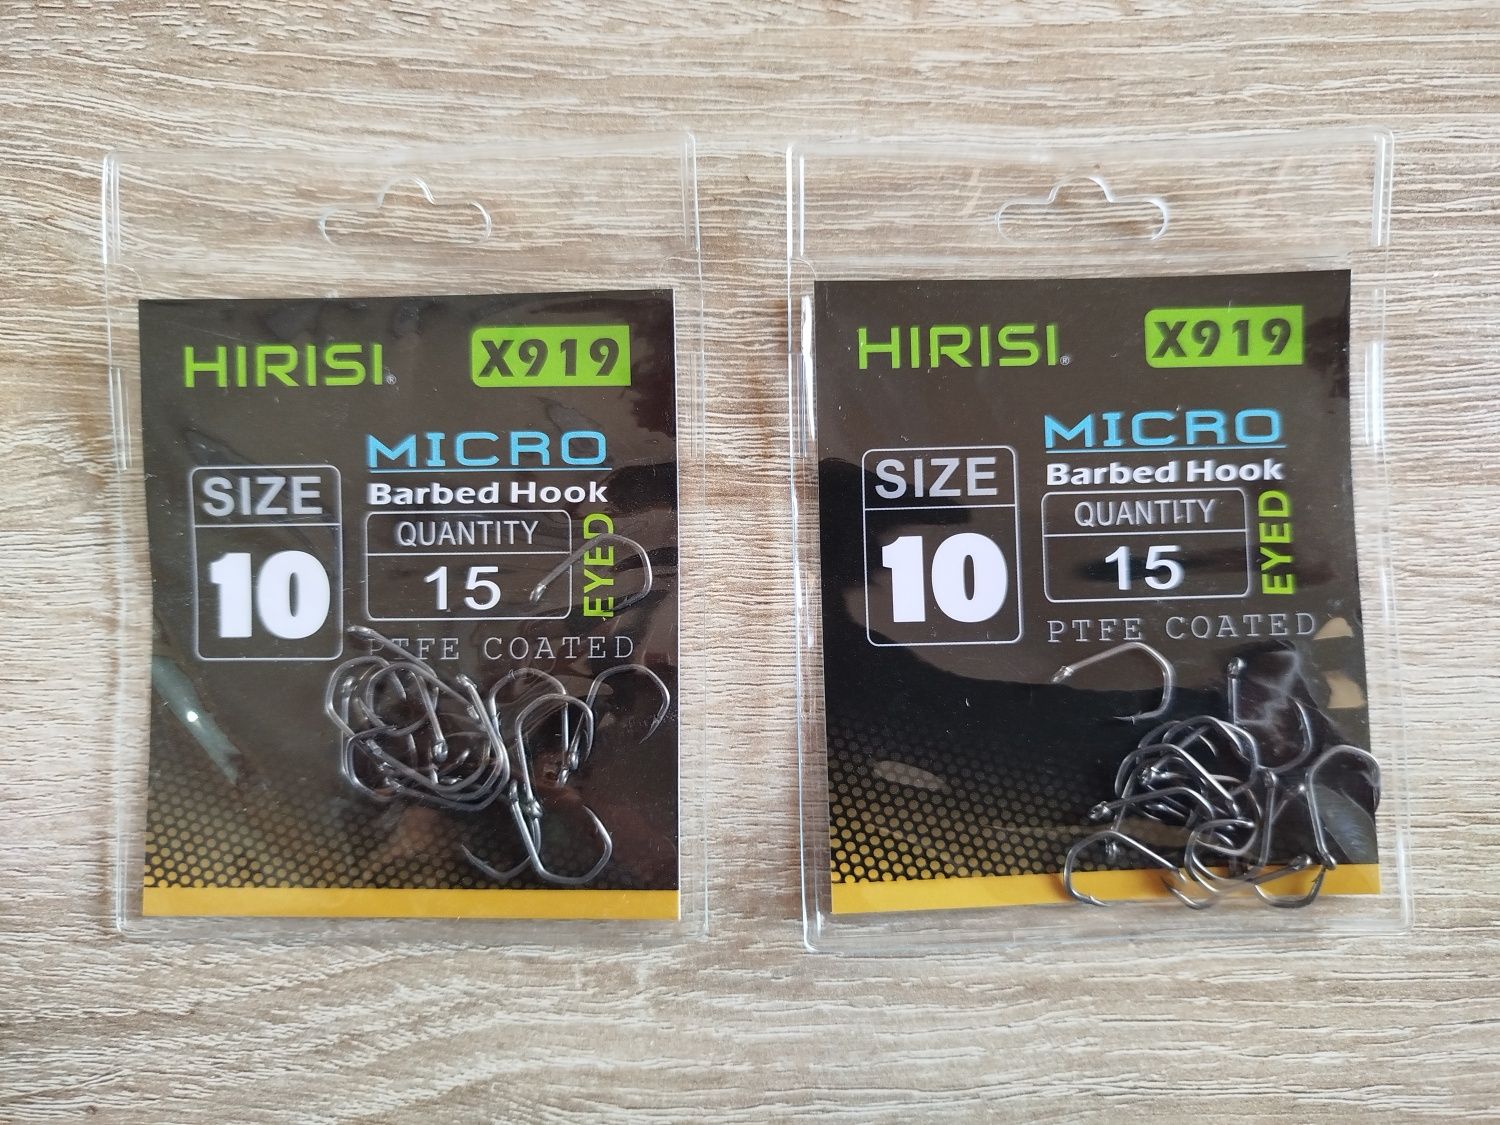 HIRISI® X919
MICRO
Barbed Hook
SIZE
10
QUANTITY
15
EYED
PTFE COATED
HIRISI® X919
MICRO
Barbed Hook
SIZE
10
QUANTITY
15
EYED
PTFE COATED